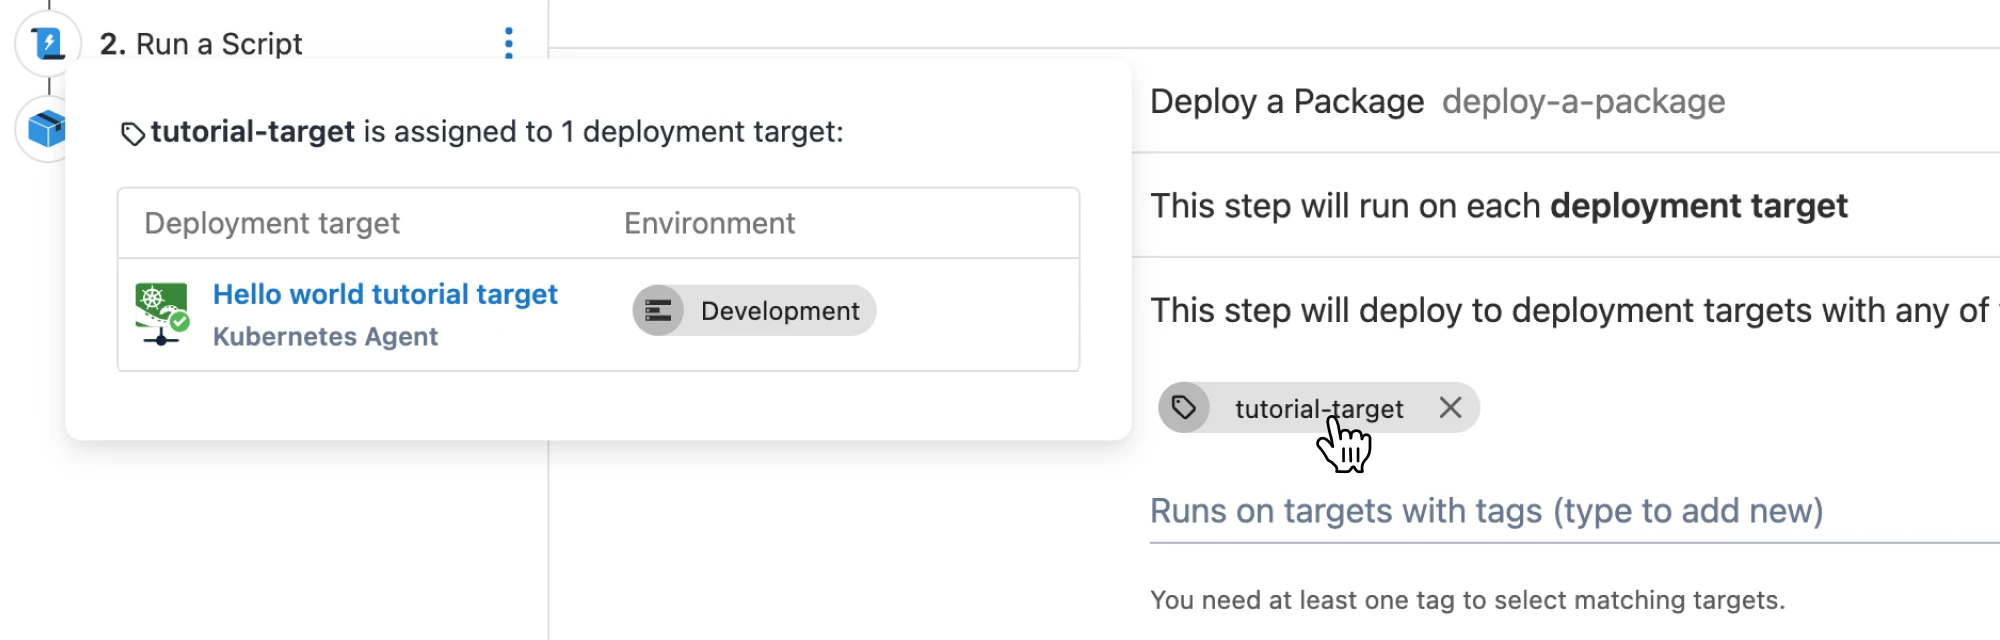 2. Run a Script
tutorial-target is assigned to 1 deployment target:
Deployment target Environment
Hello world tutorial target
Kubernetes Agent
Development
Deploy a Package deploy-a-package
This step will run on each deployment target
This step will deploy to deployment targets with any of
tutorial-target
Runs on targets with tags (type to add new)
You need at least one tag to select matching targets.